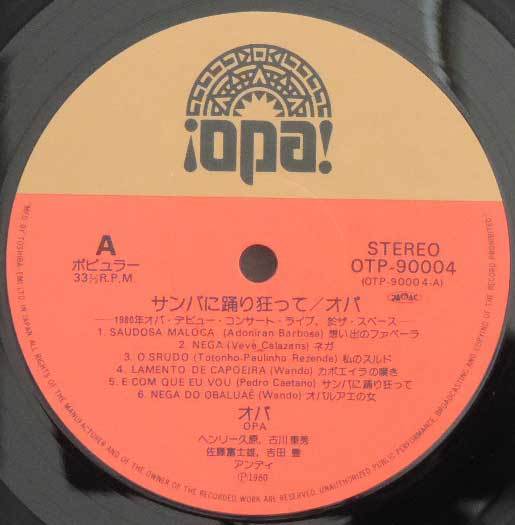 ¡opa!
A
ポピュラー
33⅓R.P.M.
STEREO
OTP-90004
(OTP-90004-A)
サンバに踊り狂って/オパ
—1980年オパ・デビュー・コンサート・ライブ、於ザ・スペース—
1. SAUDOSA MALOCA (Adoniran Barbosa) 想い出のファベーラ
2. NEGA (Veve Calazans) ネガ
3. O SRUDO (Totonho-Paulinho Rezende) 私のスルド
4. LAMENTO DE CAPOEIRA (Wando) カポエイラの嘆き
5. E COM QUE EU VOU (Pedro Caetano) サンバに踊り狂って
6. NEGA DO OBALUAÉ (Wando) オバルアエの女
オパ
OPA
ヘンリー久原, 古川東秀
佐藤富士雄, 吉田 豊
アンディ
Ⓟ1980
MFD. BY TOSHIBA EMI LTD. IN JAPAN. ALL RIGHTS OF THE MANUFACTURER AND OF THE OWNER OF THE RECORDED WORK ARE RESERVED. UNAUTHORIZED PUBLIC PERFORMANCE, BROADCASTING AND COPYING OF THE RECORD PROHIBITED.